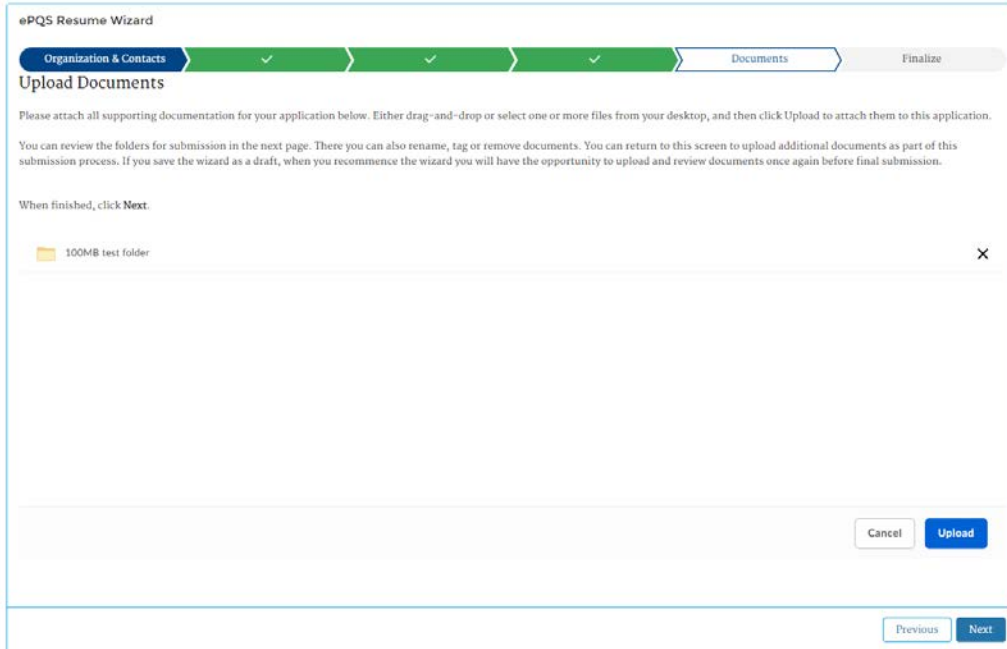 ePQS Resume Wizard
Organization & Contacts
Documents
Finalize
Upload Documents
Please attach all supporting documentation for your application below. Either drag-and-drop or select one or more files from your desktop, and then click Upload to attach them to this application.
You can review the folders for submission in the next page. There you can also rename, tag or remove documents. You can return to this screen to upload additional documents as part of this
submission process. If you save the wizard as a draft, when you recommence the wizard you will have the opportunity to upload and review documents once again before final submission.
When finished, click Next.
100MB test folder
Cancel
Upload
Previous
Next